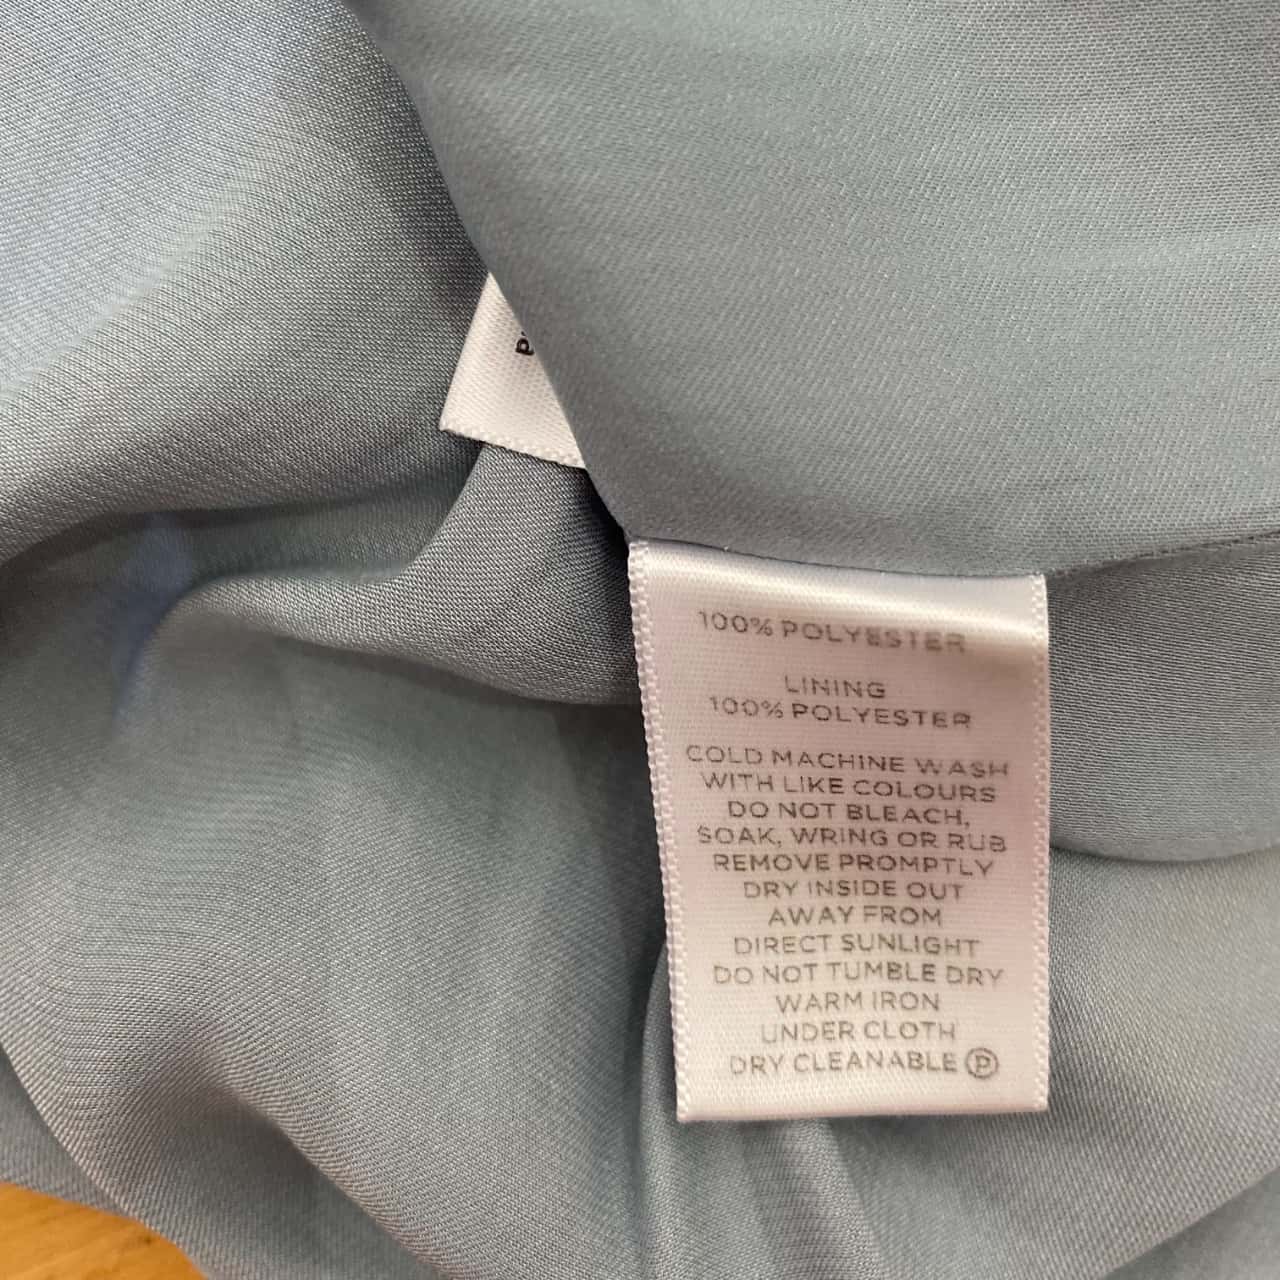 100% POLYESTER
LINING
100% POLYESTER
COLD MACHINE WASH
WITH LIKE COLOURS
DO NOT BLEACH,
SOAK, WRING OR RUB
REMOVE PROMPTLY
DRY INSIDE OUT
AWAY FROM
DIRECT SUNLIGHT
DO NOT TUMBLE DRY
WARM IRON
UNDER CLOTH
DRY CLEANABLE Ⓟ